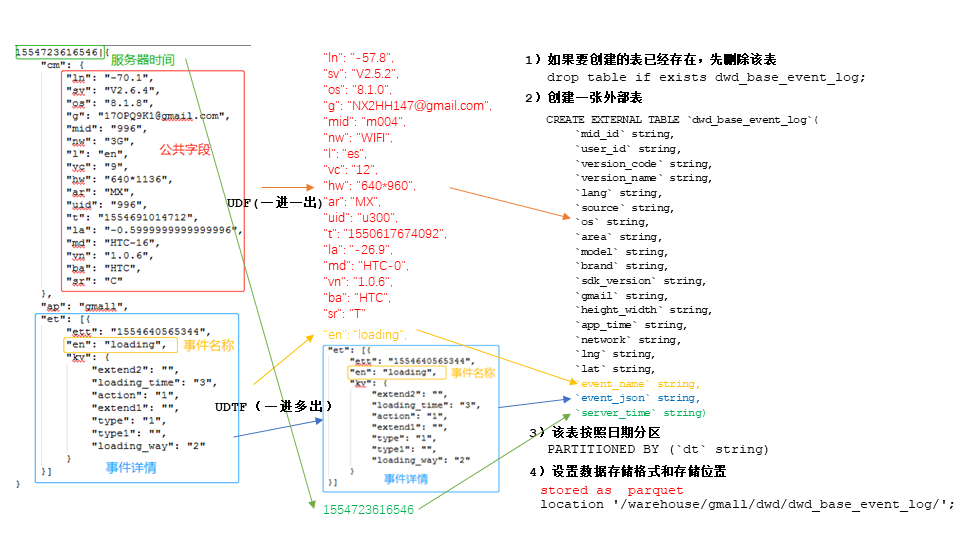 1554723616546|{
服务器时间
"cm": {
"ln": "-70.1",
"sv": "V2.6.4",
"os": "8.1.8",
"g": "17OPQ9K1@gmail.com",
"mid": "996",
"nw": "3G",
"l": "en",
"vc": "9",
"hw": "640*1136",
"ar": "MX",
"uid": "996",
"t": "1554691014712",
"la": "-0.5999999999999996",
"md": "HTC-16",
"vn": "1.0.6",
"ba": "HTC",
"sr": "C"
公共字段
},
"ap": "gmall",
"et": [{
"ett": "1554640565344",
"en": "loading",
事件名称
"kv": {
"extend2": "",
"loading_time": "3",
"action": "1",
"extend1": "",
"type": "1",
"type1": "",
"loading_way": "2"
}
}]
事件详情
}
UDF(一进一出)
UDTF（一进多出）
"ln": "-57.8",
"sv": "V2.5.2",
"os": "8.1.0",
"g": "NX2HH147@gmail.com",
"mid": "m004",
"nw": "WIFI",
"l": "es",
"vc": "12",
"hw": "640*960",
"ar": "MX",
"uid": "u300",
"t": "1550617674092",
"la": "-26.9",
"md": "HTC-0",
"vn": "1.0.6",
"ba": "HTC",
"sr": "T"
"en": "loading",
"et": [{
"ett": "1554640565344",
"en": "loading",
事件名称
"kv": {
"extend2": "",
"loading_time": "3",
"action": "1",
"extend1": "",
"type": "1",
"type1": "",
"loading_way": "2"
}
}]
事件详情
1554723616546
1）如果要创建的表已经存在，先删除该表
drop table if exists dwd_base_event_log;
2）创建一张外部表
CREATE EXTERNAL TABLE `dwd_base_event_log`(
`mid_id` string,
`user_id` string,
`version_code` string,
`version_name` string,
`lang` string,
`source` string,
`os` string,
`area` string,
`model` string,
`brand` string,
`sdk_version` string,
`gmail` string,
`height_width` string,
`app_time` string,
`network` string,
`lng` string,
`lat` string,
`event_name` string,
`event_json` string,
`server_time` string)
3）该表按照日期分区
PARTITIONED BY (`dt` string)
4）设置数据存储格式和存储位置
stored as parquet
location '/warehouse/gmall/dwd/dwd_base_event_log/';